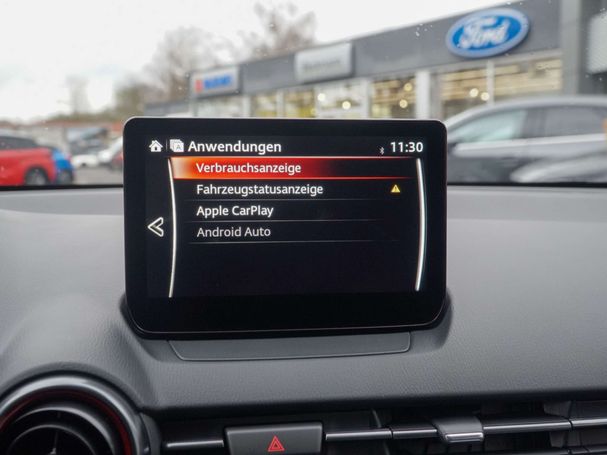 Ford
Anwendungen 11:30
Verbrauchsanzeige
Fahrzeugstatusanzeige
Apple CarPlay
Android Auto